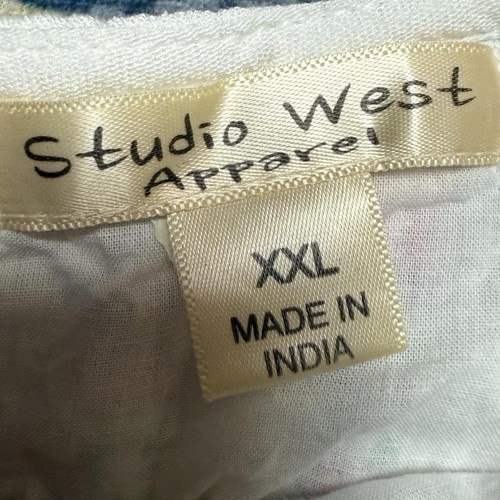 Studio West
Apparel
XXL
MADE IN
INDIA